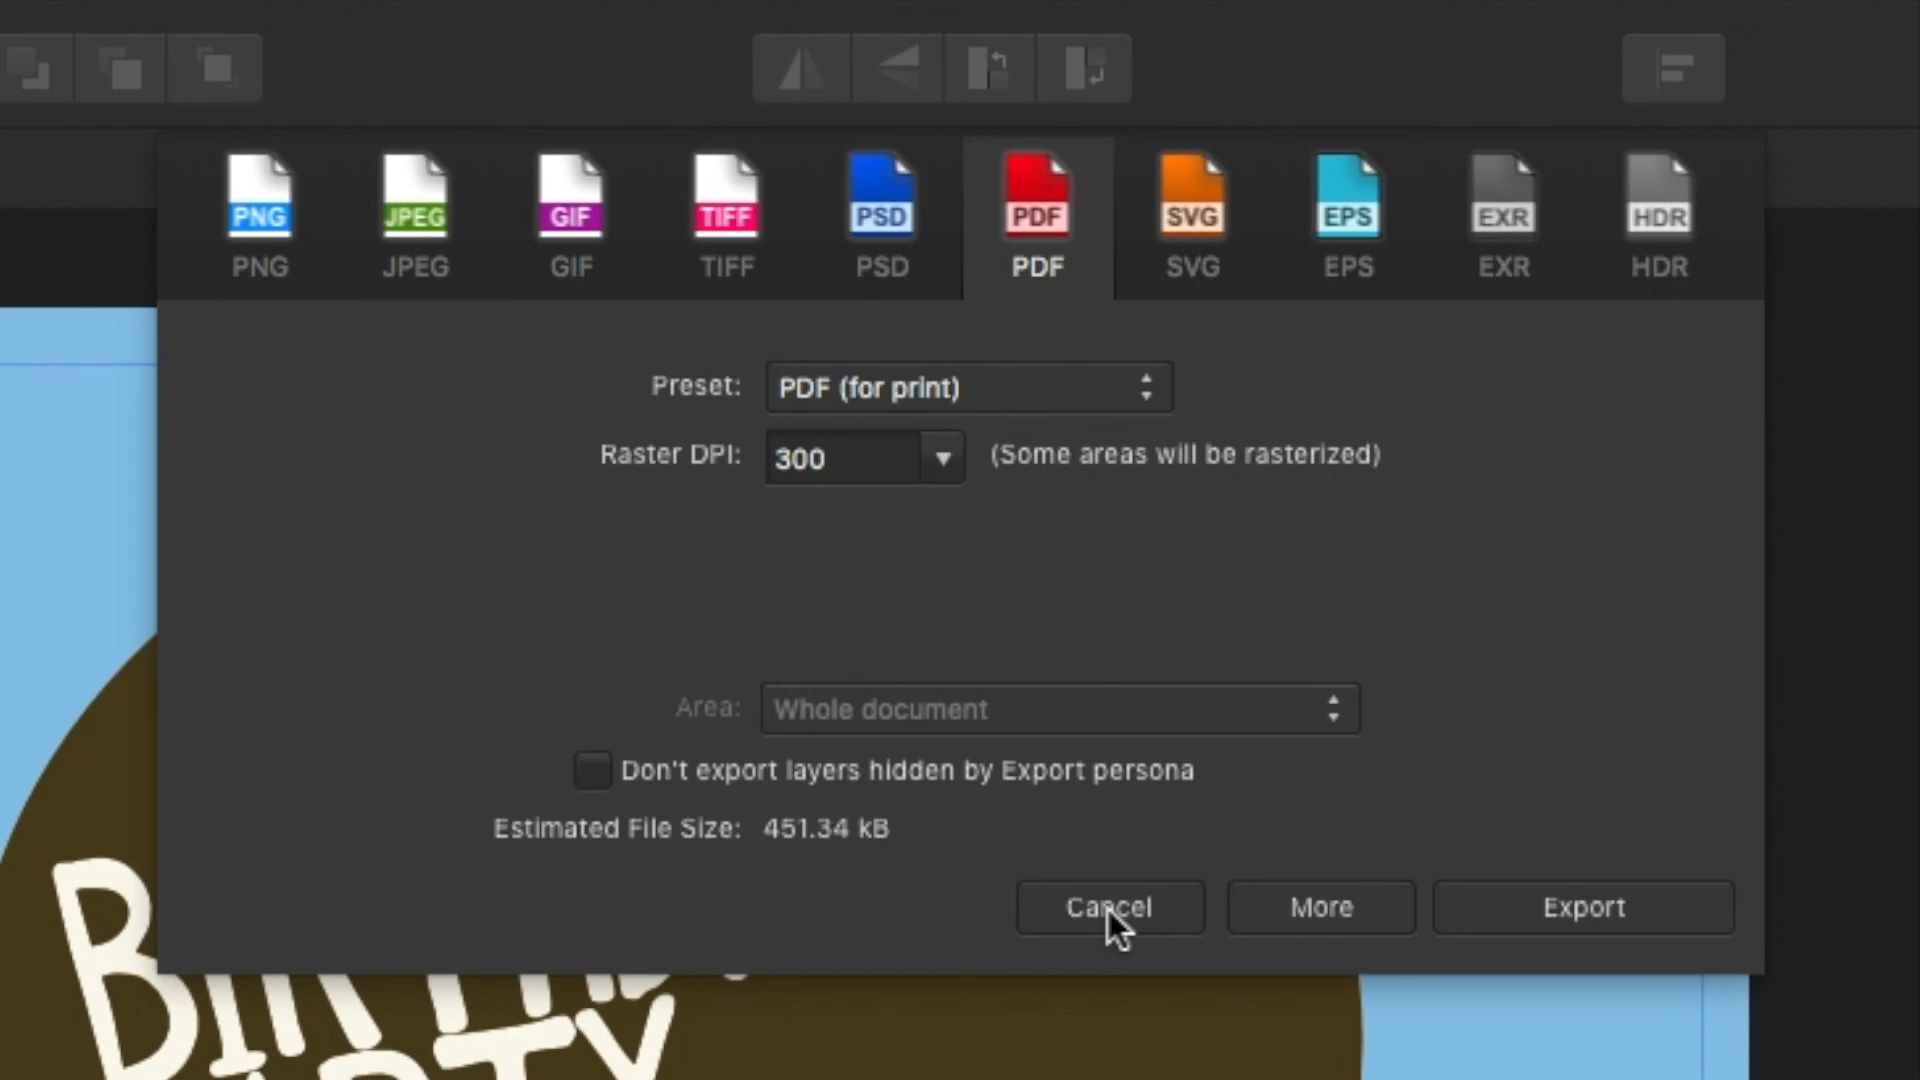 PNG JPEG GIF TIFF PSD PDF SVG EPS EXR HDR
PNG JPEG GIF TIFF PSD PDF SVG EPS EXR HDR
Preset: PDF (for print)
Raster DPI: 300 (Some areas will be rasterized)
Area: Whole document
Don't export layers hidden by Export persona
Estimated File Size: 451.34 kB
Cancel More Export